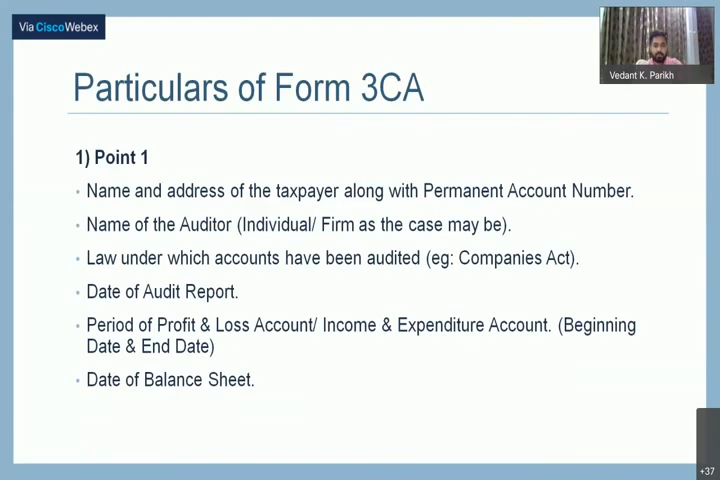 Via CiscoWebex
Vedant K. Parikh
Particulars of Form 3CA
1) Point 1
• Name and address of the taxpayer along with Permanent Account Number.
• Name of the Auditor (Individual/ Firm as the case may be).
• Law under which accounts have been audited (eg: Companies Act).
• Date of Audit Report.
• Period of Profit & Loss Account/ Income & Expenditure Account. (Beginning
Date & End Date)
• Date of Balance Sheet.
+37